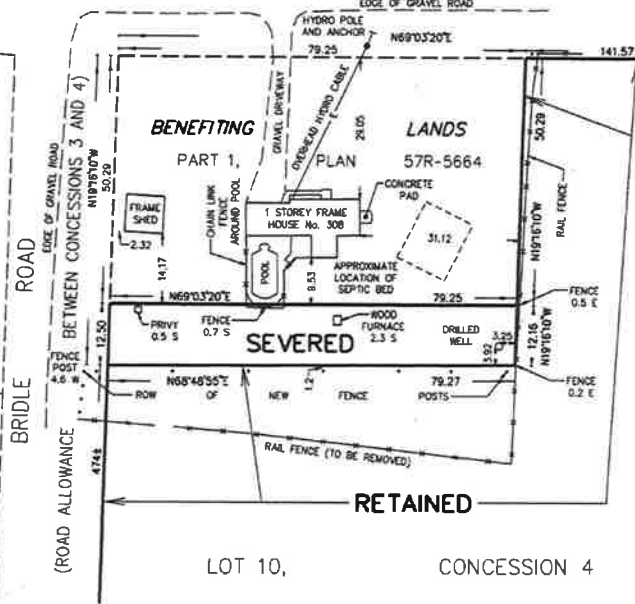 EDGE OF GRAVEL ROAD
HYDRO POLE
AND ANCHOR
N69°03'20"E
79.25
141.57
GRAVEL DRIVEWAY
OVERHEAD HYDRO CABLE
E
29.05
BENEFITING
LANDS
PART 1,
PLAN
57R-5664
EDGE OF GRAVEL ROAD
N19°16'10"W
50.29
50.29
N19°16'10"W
RAIL FENCE
FRAME
SHED
2.32
14.17
CHAIN LINK
FENCE
AROUND POOL
1 STOREY FRAME
HOUSE No. 308
CONCRETE
PAD
31.12
POOL
9.53
APPROXIMATE
LOCATION OF
SEPTIC BED
N69°03'20"E
79.25
FENCE
0.5 E
12.50
PRIVY
0.5 S
FENCE
0.7 S
WOOD
FURNACE
2.3 S
SEVERED
DRILLED
WELL
3.25
3.92
12.16
N19°16'10"W
FENCE
POST
4.6 W
N68°48'55"E
79.27
ROW
OF
NEW
FENCE
POSTS
1.2
FENCE
0.2 E
RAIL FENCE (TO BE REMOVED)
474±
RETAINED
BRIDLE ROAD
(ROAD ALLOWANCE BETWEEN CONCESSIONS 3 AND 4)
LOT 10,
CONCESSION 4